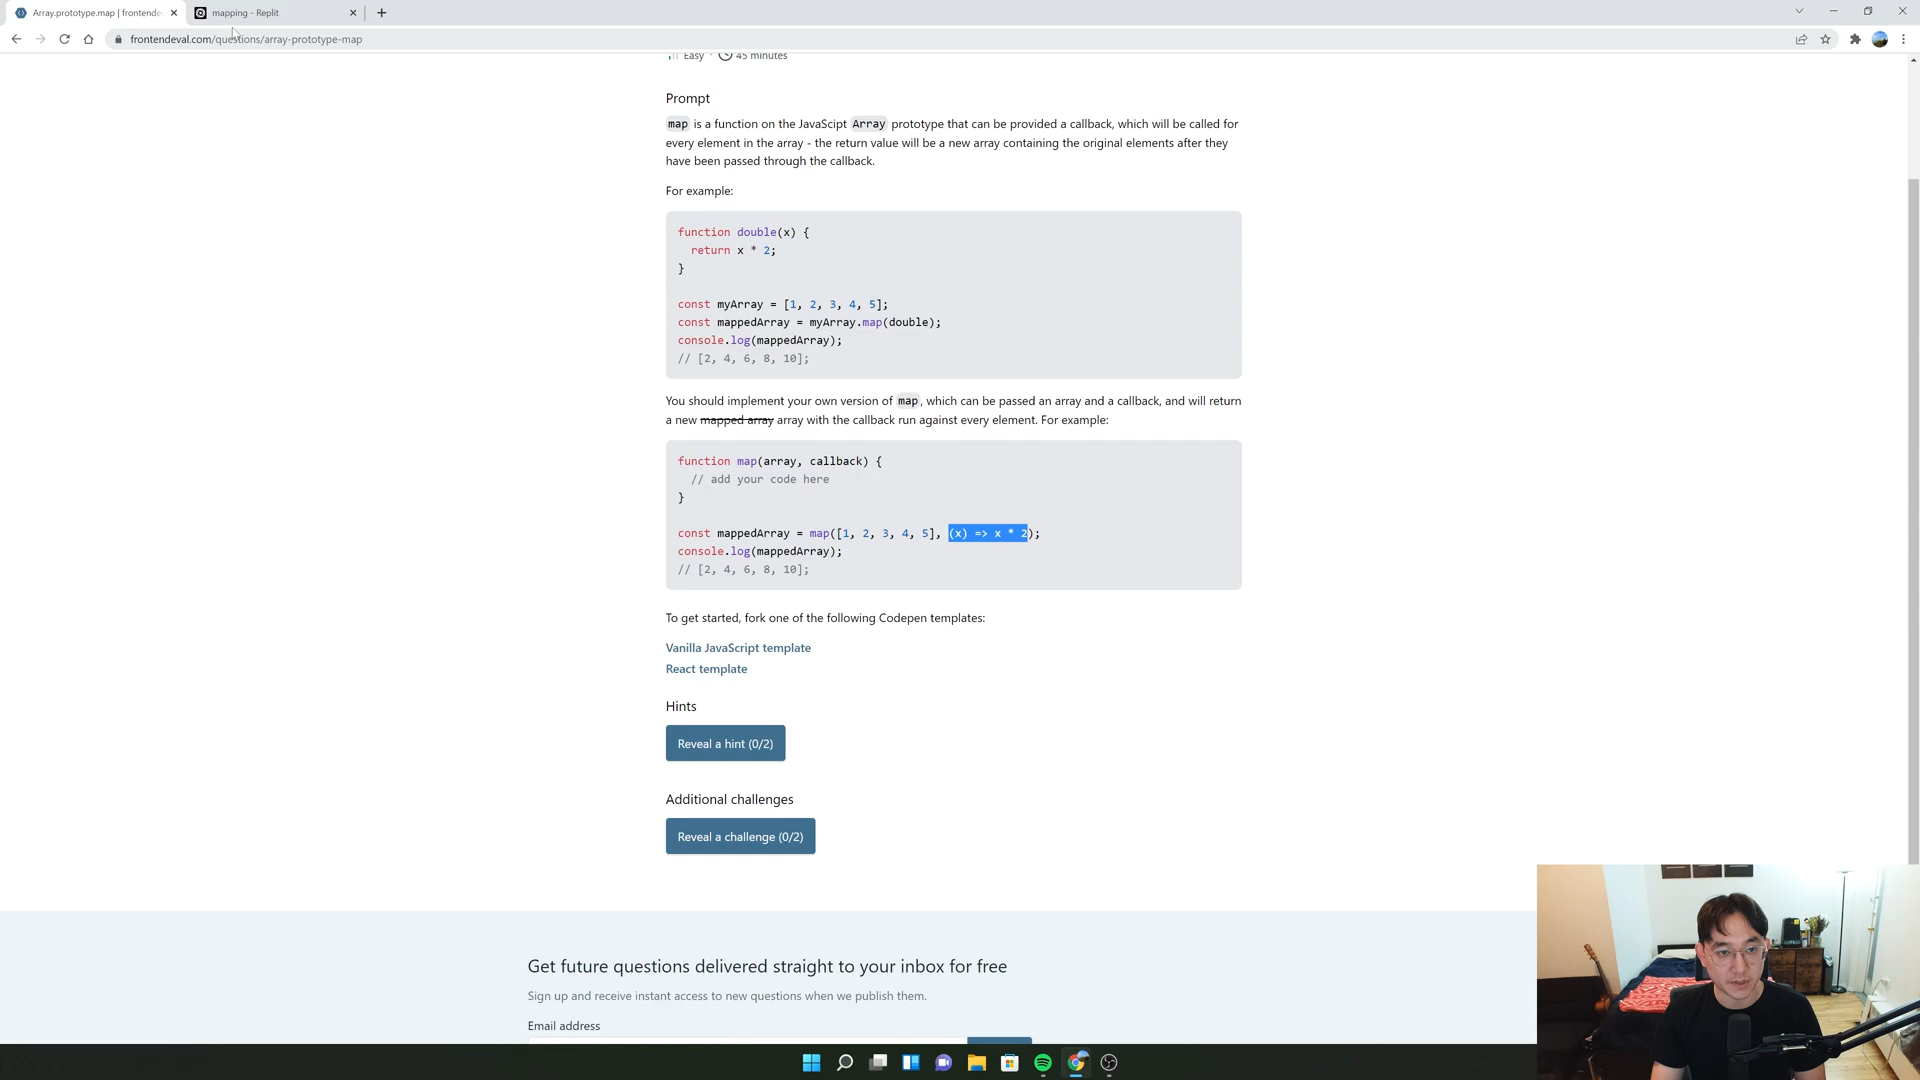 Array.prototype.map | frontende
mapping - Replit
frontendeval.com/questions/array-prototype-map
Easy · 45 minutes
Prompt
map is a function on the JavaScipt Array prototype that can be provided a callback, which will be called for
every element in the array - the return value will be a new array containing the original elements after they
have been passed through the callback.
For example:
function double(x) {
return x * 2;
}
const myArray = [1, 2, 3, 4, 5];
const mappedArray = myArray.map(double);
console.log(mappedArray);
// [2, 4, 6, 8, 10];
You should implement your own version of map, which can be passed an array and a callback, and will return
a new mapped array array with the callback run against every element. For example:
function map(array, callback) {
// add your code here
}
const mappedArray = map([1, 2, 3, 4, 5], (x) => x * 2);
console.log(mappedArray);
// [2, 4, 6, 8, 10];
To get started, fork one of the following Codepen templates:
Vanilla JavaScript template
React template
Hints
Reveal a hint (0/2)
Additional challenges
Reveal a challenge (0/2)
Get future questions delivered straight to your inbox for free
Sign up and receive instant access to new questions when we publish them.
Email address